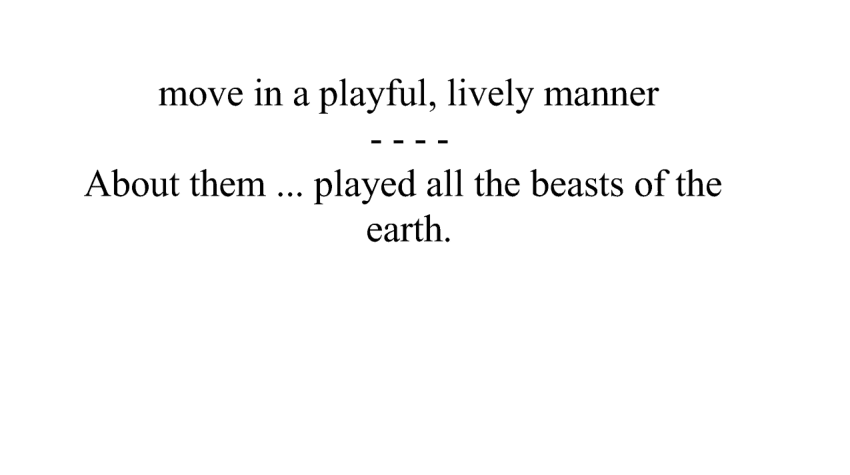 move in a playful, lively manner
- - - -
About them ... played all the beasts of the
earth.